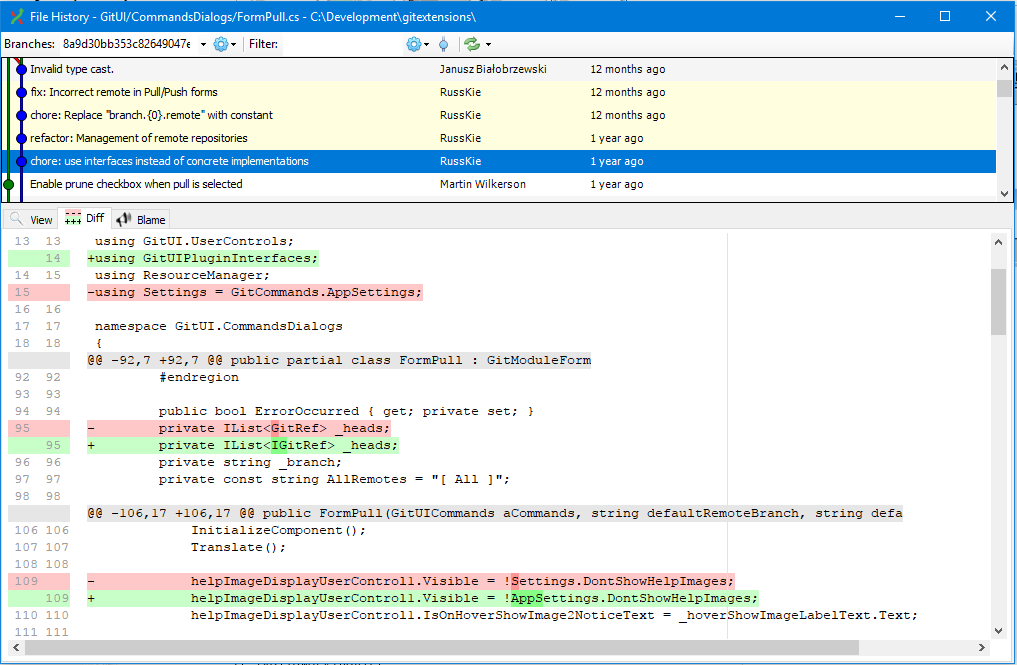 File History - GitUI/CommandsDialogs/FormPull.cs - C:\Development\gitextensions\
Branches: 8a9d30bb353c82649047e Filter:
Invalid type cast. Janusz Białobrzewski 12 months ago
fix: Incorrect remote in Pull/Push forms RussKie 12 months ago
chore: Replace "branch.{0}.remote" with constant RussKie 12 months ago
refactor: Management of remote repositories RussKie 1 year ago
chore: use interfaces instead of concrete implementations RussKie 1 year ago
Enable prune checkbox when pull is selected Martin Wilkerson 1 year ago
View Diff Blame
13 13 using GitUI.UserControls;
14 +using GitUIPluginInterfaces;
14 15 using ResourceManager;
15 -using Settings = GitCommands.AppSettings;
16 16
17 17 namespace GitUI.CommandsDialogs
18 18 {
@@ -92,7 +92,7 @@ public partial class FormPull : GitModuleForm
92 92 #endregion
93 93
94 94 public bool ErrorOccurred { get; private set; }
95 - private IList<GitRef> _heads;
95 + private IList<IGitRef> _heads;
96 96 private string _branch;
97 97 private const string AllRemotes = "[ All ]";
98 98
@@ -106,17 +106,17 @@ public FormPull(GitUICommands aCommands, string defaultRemoteBranch, string defa
106 106 InitializeComponent();
107 107 Translate();
108 108
109 - helpImageDisplayUserControl1.Visible = !Settings.DontShowHelpImages;
109 + helpImageDisplayUserControl1.Visible = !AppSettings.DontShowHelpImages;
110 110 helpImageDisplayUserControl1.IsOnHoverShowImage2NoticeText = _hoverShowImageLabelText.Text;
111 111